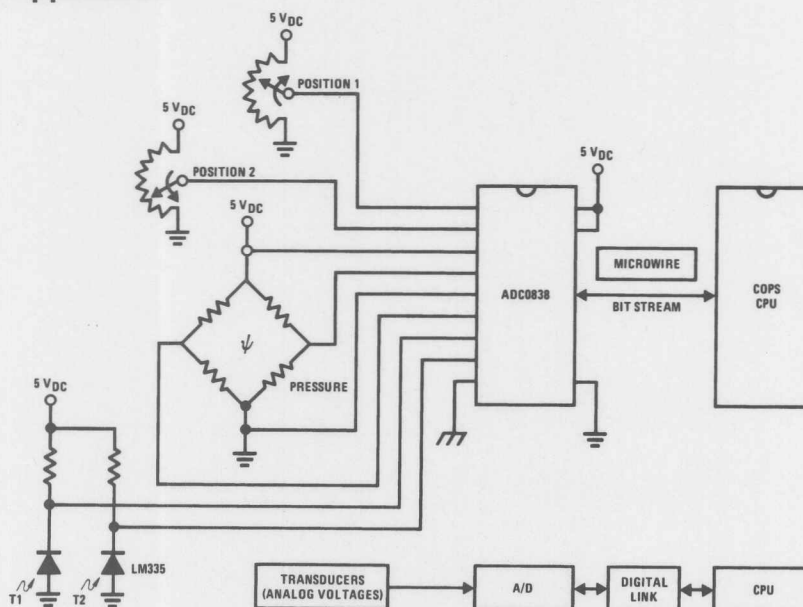 5 VDC
POSITION 1
5 VDC
POSITION 2
5 VDC
5 VDC
MICROWIRE
ADC0838
BIT STREAM
COPS
CPU
ψ
PRESSURE
5 VDC
LM335
T1
T2
TRANSDUCERS
(ANALOG VOLTAGES)
A/D
DIGITAL
LINK
CPU